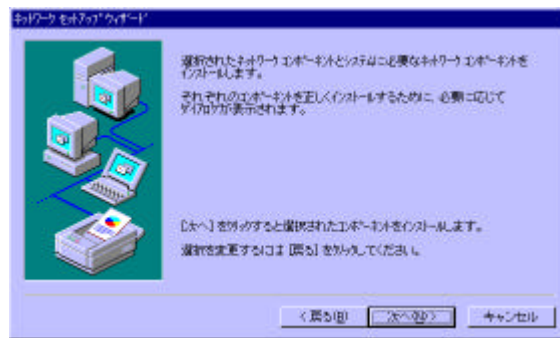 ネットワーク セットアップ ウィザード
選択されたネットワーク コンポーネントとシステムに必要なネットワーク コンポーネントを
インストールします。
それぞれのコンポーネントを正しくインストールするために、必要に応じて
ダイアログが表示されます。
[次へ] をクリックすると選択されたコンポーネントをインストールします。
選択を変更するには [戻る] をクリックしてください。
< 戻る(B)
次へ(N) >
キャンセル